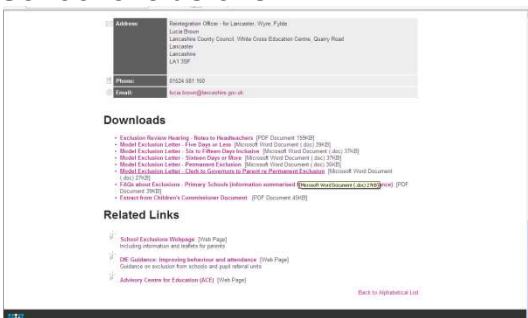 Address:
Reintegration Officer - for Lancaster, Wyre, Fylde
Lucia Brown
Lancashire County Council, White Cross Education Centre, Quarry Road
Lancaster
Lancashire
LA1 3SF
Phone:
01524 581 190
Email:
lucia.brown@lancashire.gov.uk
Downloads
Exclusion Review Hearing - Notes to Headteachers [PDF Document 159KB]
Model Exclusion Letter - Five Days or Less [Microsoft Word Document (.doc) 39KB]
Model Exclusion Letter - Six to Fifteen Days Inclusive [Microsoft Word Document (.doc) 37KB]
Model Exclusion Letter - Sixteen Days or More [Microsoft Word Document (.doc) 37KB]
Model Exclusion Letter - Permanent Exclusion [Microsoft Word Document (.doc) 39KB]
Model Exclusion Letter - Clerk to Governors to Parent re Permanent Exclusion [Microsoft Word Document
(.doc) 27KB]
FAQs about Exclusions - Primary Schools (information summarised Microsoft Word Document (.doc) 27KB ance) [PDF
Document 39KB]
Extract from Children's Commissioner Document [PDF Document 45KB]
Related Links
School Exclusions Webpage [Web Page]
Including information and leaflets for parents
DfE Guidance: Improving behaviour and attendance [Web Page]
Guidance on exclusion from schools and pupil referral units
Advisory Centre for Education (ACE) [Web Page]
Back to Alphabetical List